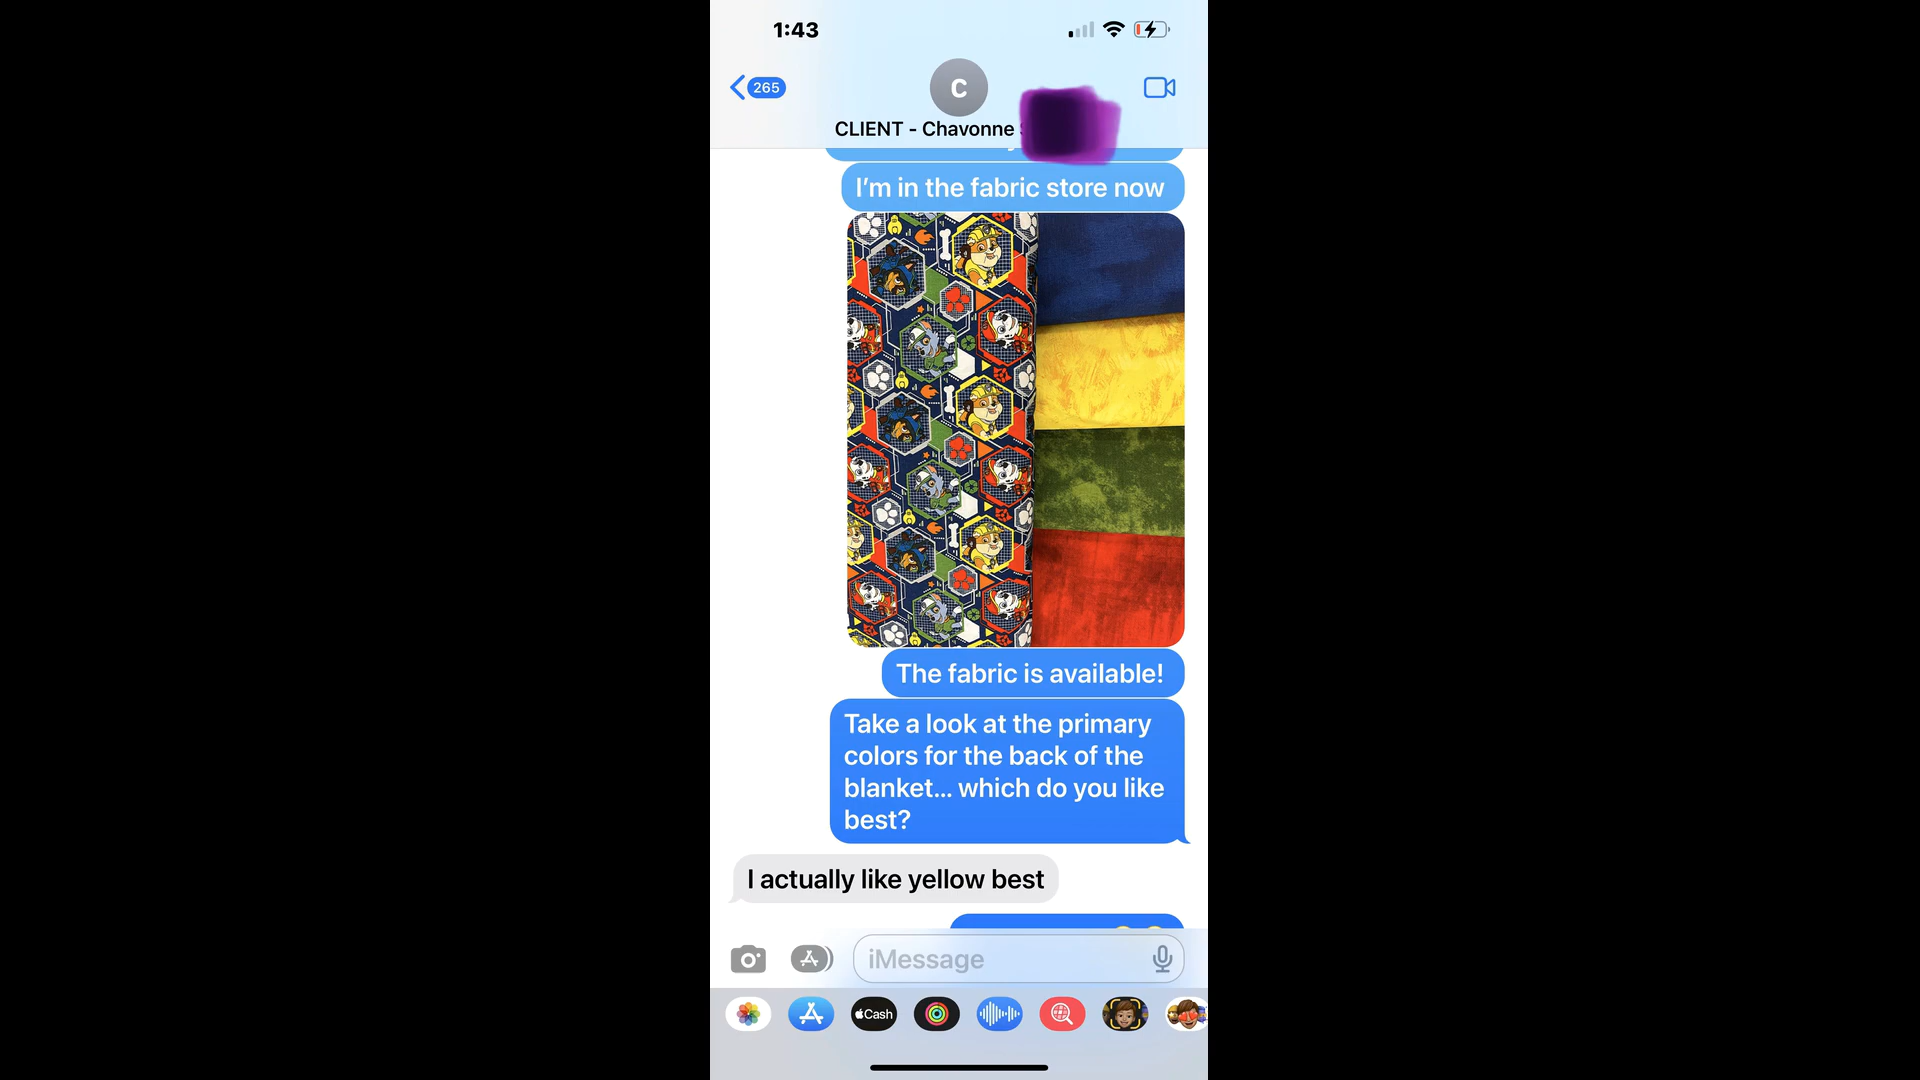 1:43
265
C
CLIENT - Chavonne
I’m in the fabric store now
The fabric is available!
Take a look at the primary
colors for the back of the
blanket... which do you like
best?
I actually like yellow best
iMessage
Cash